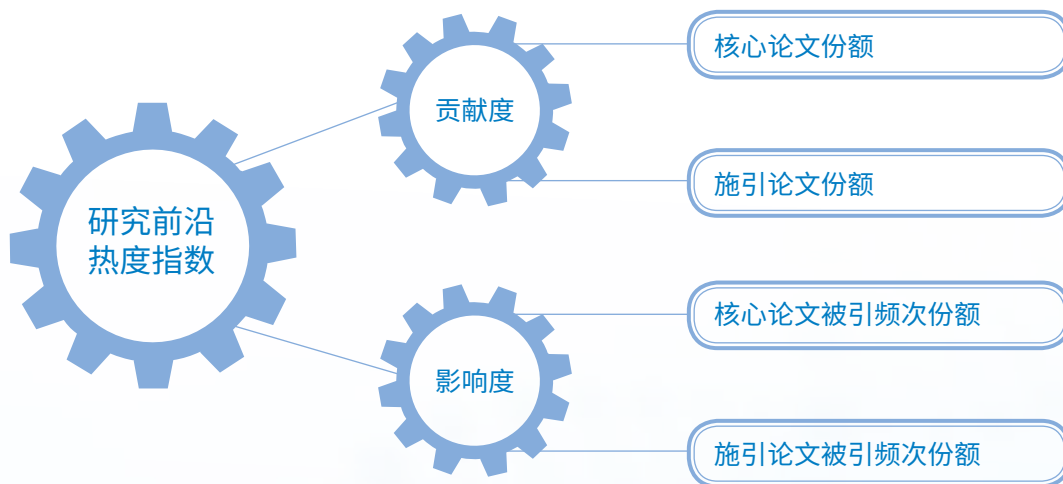 研究前沿
热度指数
贡献度
核心论文份额
施引论文份额
影响度
核心论文被引频次份额
施引论文被引频次份额